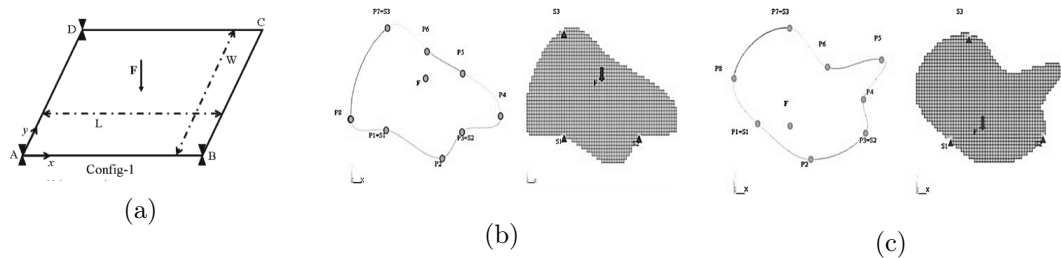 D
C
F
W
L
y
A
x
B
Config-1
(a)
P7=S3
P6
P5
F
P4
P8
P1=S1
P3=S2
P2
X
S3
F
S1
S2
(b)
P7=S3
P6
P5
P8
P4
F
P1=S1
P3=S2
P2
X
S3
F
S1
S2
X
(c)